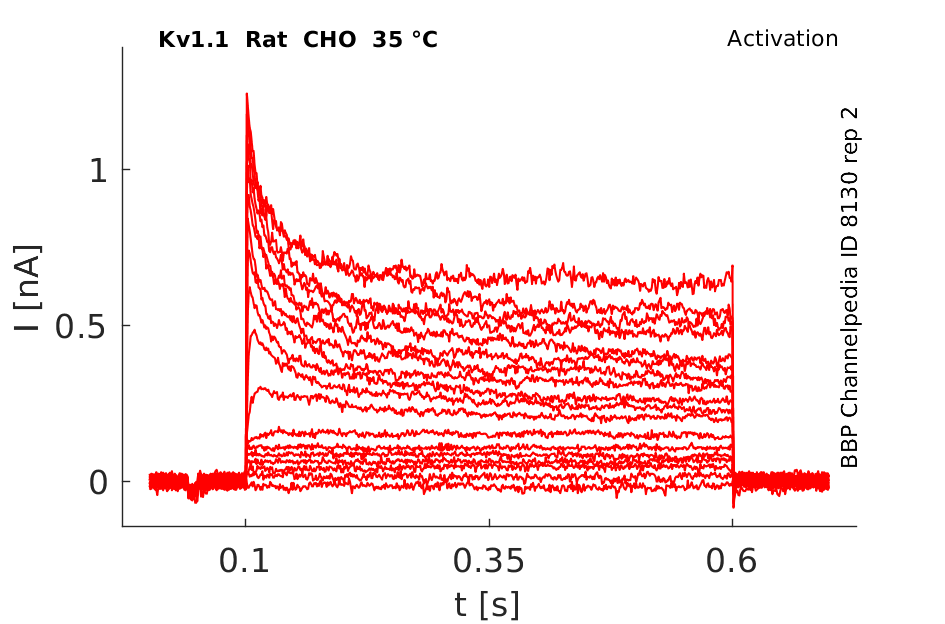 Kv1.1 Rat CHO 35 °C
Activation
1
0.5
0
I [nA]
0.1
0.35
0.6
t [s]
BBP Channelpedia ID 8130 rep 2